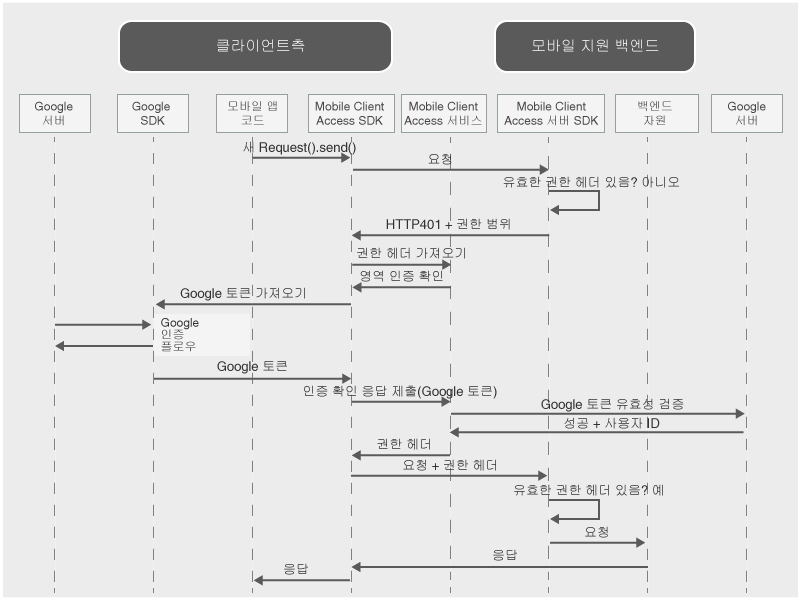 클라이언트측
모바일 지원 백엔드
Google
서버
Google
SDK
모바일 앱
코드
Mobile Client
Access SDK
Mobile Client
Access 서비스
Mobile Client
Access 서버 SDK
백엔드
자원
Google
서버
새 Request().send()
요청
유효한 권한 헤더 있음? 아니오
HTTP401 + 권한 범위
권한 헤더 가져오기
영역 인증 확인
Google 토큰 가져오기
Google
인증
플로우
Google 토큰
인증 확인 응답 제출(Google 토큰)
Google 토큰 유효성 검증
성공 + 사용자 ID
권한 헤더
요청 + 권한 헤더
유효한 권한 헤더 있음? 예
요청
응답
응답